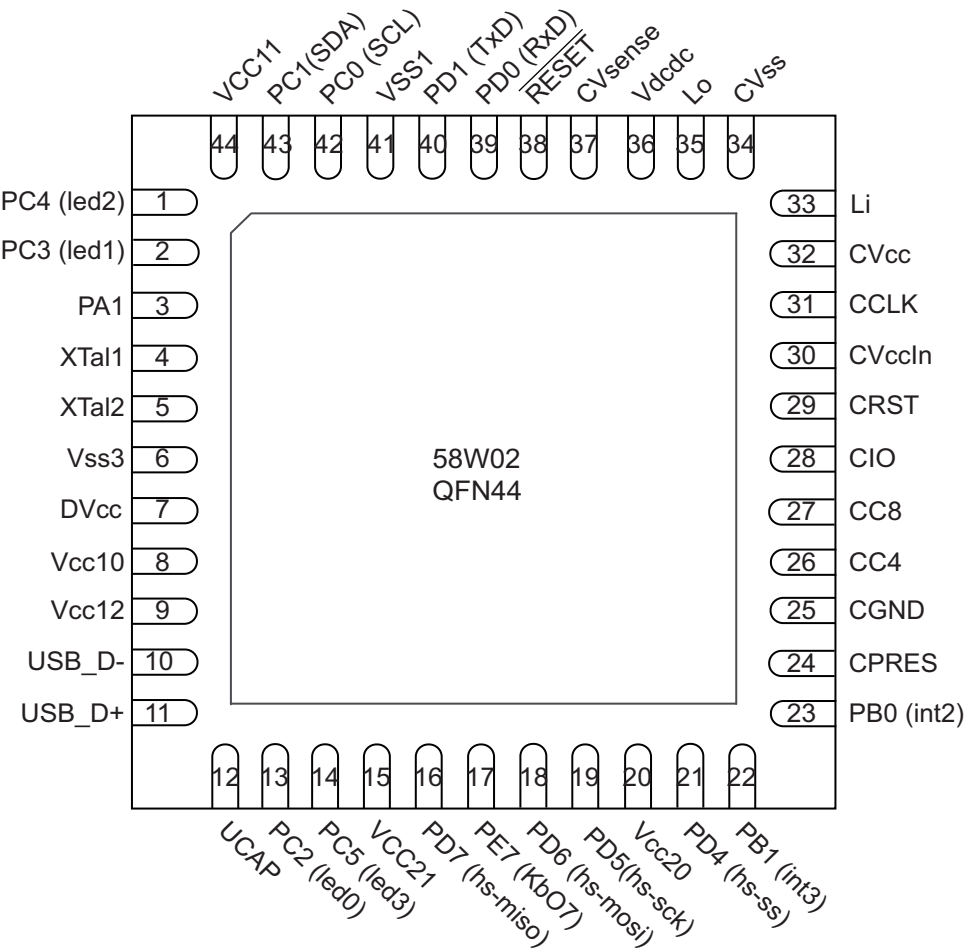 VCC11
PC1(SDA)
PC0 (SCL)
VSS1
PD1 (TxD)
PD0 (RxD)
RESET
CVsense
Vdcdc
Lo
CVss
44 43 42 41 40 39 38 37 36 35 34
PC4 (led2) 1
PC3 (led1) 2
PA1 3
XTal1 4
XTal2 5
Vss3 6
DVcc 7
Vcc10 8
Vcc12 9
USB_D- 10
USB_D+ 11
58W02
QFN44
33 Li
32 CVcc
31 CCLK
30 CVccIn
29 CRST
28 CIO
27 CC8
26 CC4
25 CGND
24 CPRES
23 PB0 (int2)
12 13 14 15 16 17 18 19 20 21 22
UCAP
PC2 (led0)
PC5 (led3)
VCC21
PD7 (hs-miso)
PE7 (KbO7)
PD6 (hs-mosi)
PD5(hs-sck)
Vcc20
PD4 (hs-ss)
PB1 (int3)